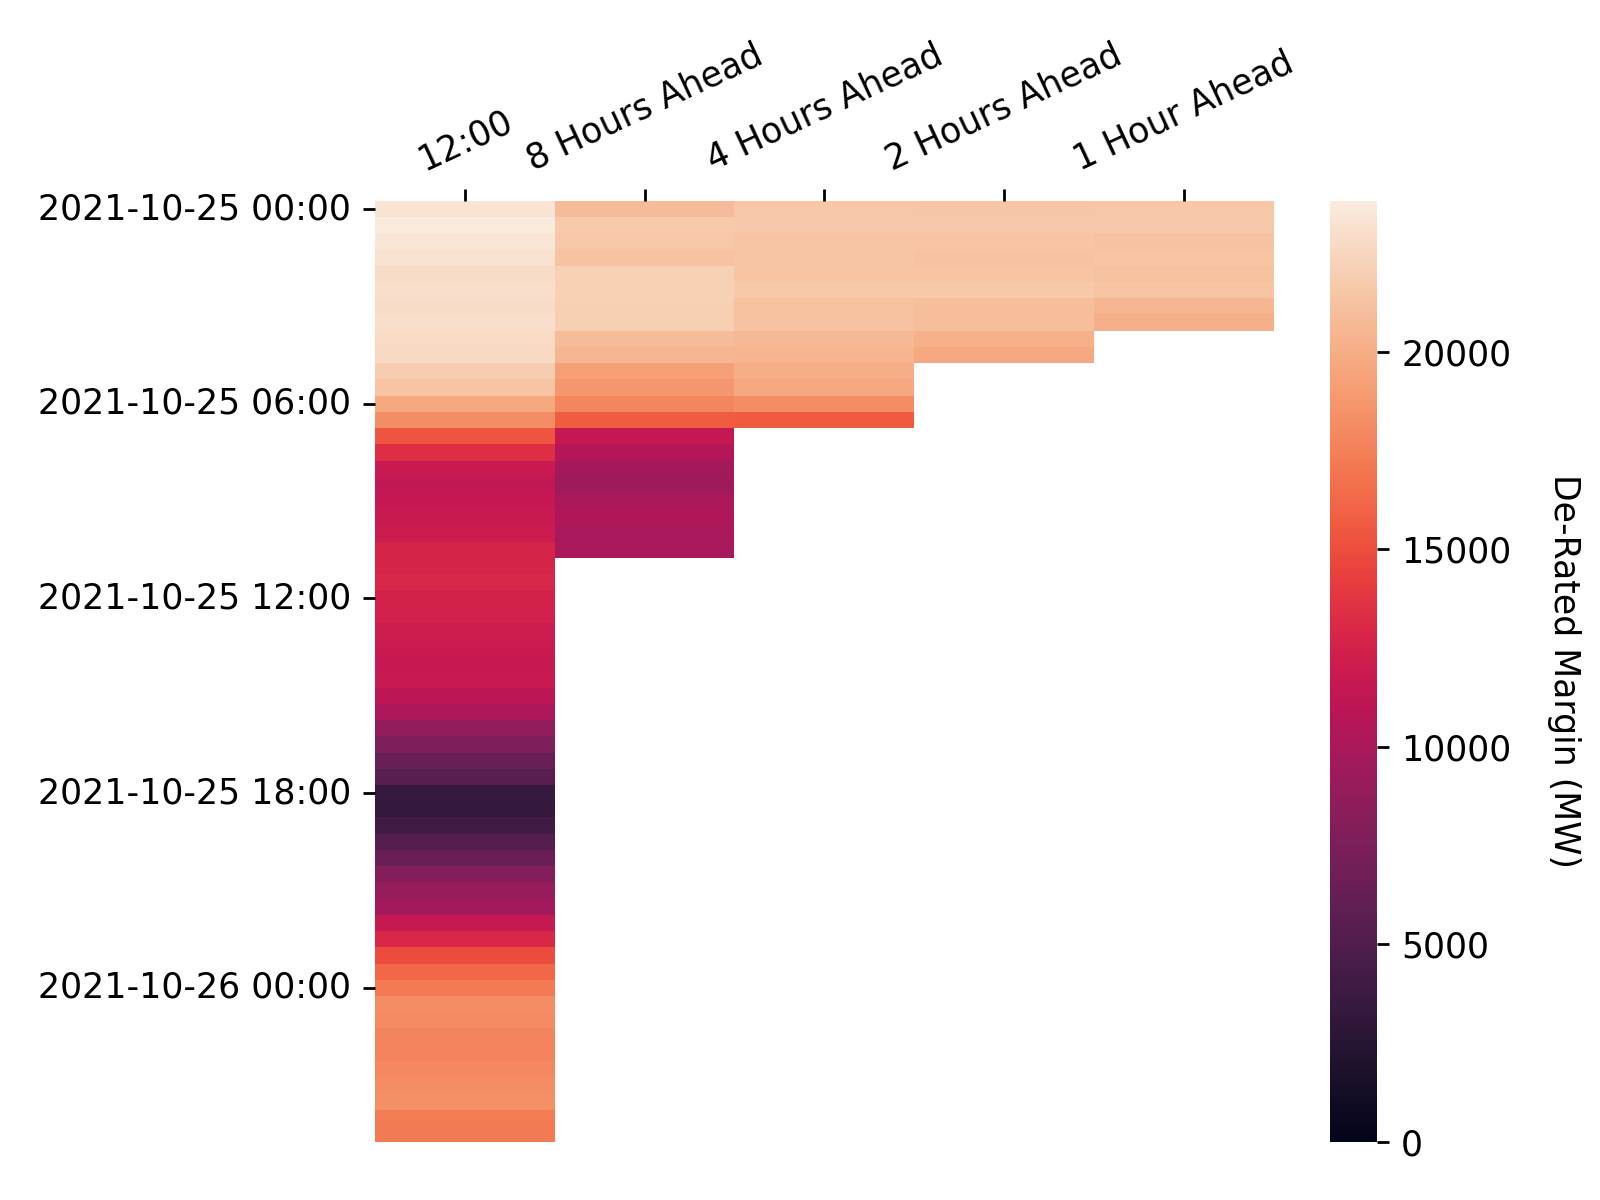 12:00
8 Hours Ahead
4 Hours Ahead
2 Hours Ahead
1 Hour Ahead
2021-10-25 00:00
2021-10-25 06:00
2021-10-25 12:00
2021-10-25 18:00
2021-10-26 00:00
20000
15000
10000
5000
0
De-Rated Margin (MW)